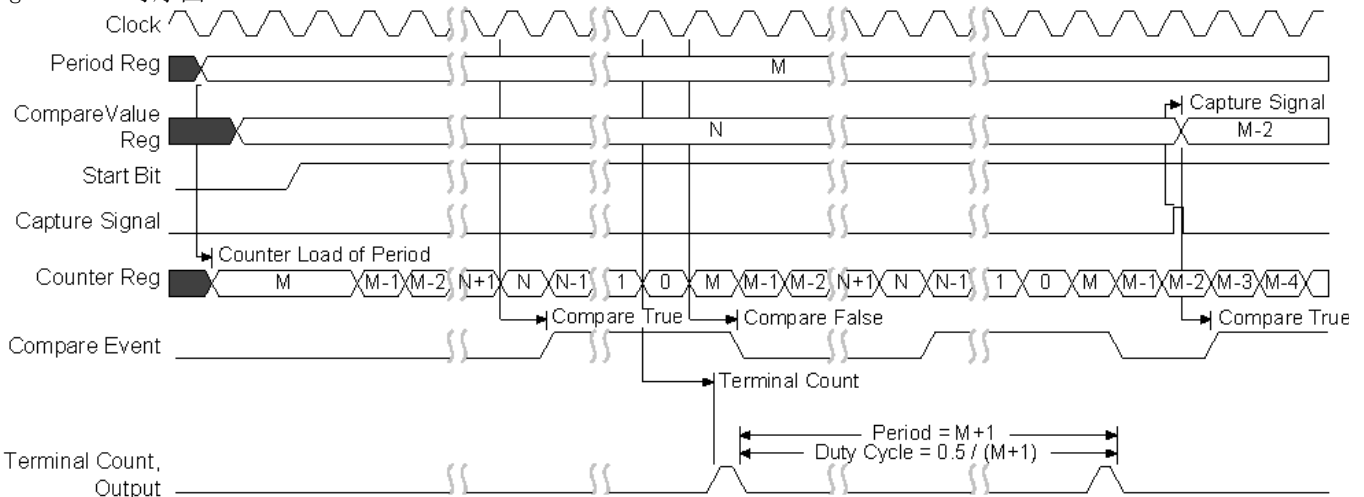 Clock
Period Reg
M
CompareValue
Reg
N
Capture Signal
M-2
Start Bit
Capture Signal
Counter Load of Period
Counter Reg
M M-1 M-2 N+1 N N-1 1 0 M M-1 M-2 N+1 N N-1 1 0 M M-1 M-2 M-3 M-4
Compare True
Compare False
Compare True
Compare Event
Terminal Count
Period = M+1
Duty Cycle = 0.5 / (M+1)
Terminal Count,
Output